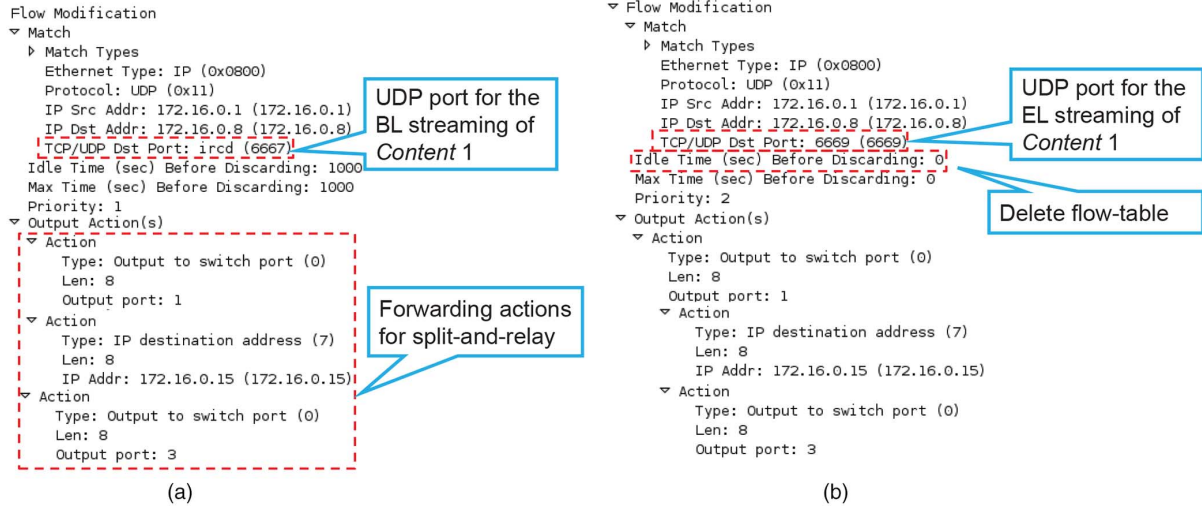 Flow Modification
Match
Match Types
Ethernet Type: IP (0x0800)
Protocol: UDP (0x11)
IP Src Addr: 172.16.0.1 (172.16.0.1)
IP Dst Addr: 172.16.0.8 (172.16.0.8)
TCP/UDP Dst Port: ircd (6667)
Idle Time (sec) Before Discarding: 1000
Max Time (sec) Before Discarding: 1000
Priority: 1
Output Action(s)
Action
Type: Output to switch port (0)
Len: 8
Output port: 1
Action
Type: IP destination address (7)
Len: 8
IP Addr: 172.16.0.15 (172.16.0.15)
Action
Type: Output to switch port (0)
Len: 8
Output port: 3
UDP port for the
BL streaming of
Content 1
Forwarding actions
for split-and-relay
(a)
Flow Modification
Match
Match Types
Ethernet Type: IP (0x0800)
Protocol: UDP (0x11)
IP Src Addr: 172.16.0.1 (172.16.0.1)
IP Dst Addr: 172.16.0.8 (172.16.0.8)
TCP/UDP Dst Port: 6669 (6669)
Idle Time (sec) Before Discarding: 0
Max Time (sec) Before Discarding: 0
Priority: 2
Output Action(s)
Action
Type: Output to switch port (0)
Len: 8
Output port: 1
Action
Type: IP destination address (7)
Len: 8
IP Addr: 172.16.0.15 (172.16.0.15)
Action
Type: Output to switch port (0)
Len: 8
Output port: 3
UDP port for the
EL streaming of
Content 1
Delete flow-table
(b)